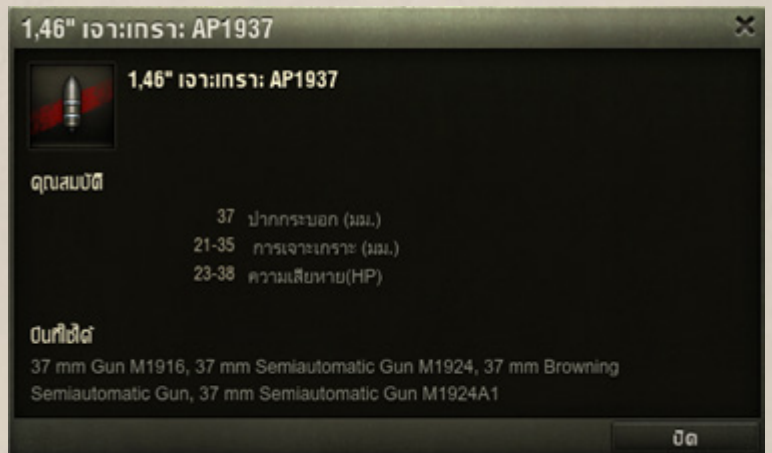 1,46" เจาะเกราะ AP1937
1,46" เจาะเกราะ AP1937
คุณสมบัติ
37 ปากกระบอก (มม.)
21-35 การเจาะเกราะ (มม.)
23-38 ความเสียหาย(HP)
ปืนที่ใช้ได้
37 mm Gun M1916, 37 mm Semiautomatic Gun M1924, 37 mm Browning
Semiautomatic Gun, 37 mm Semiautomatic Gun M1924A1
ปิด